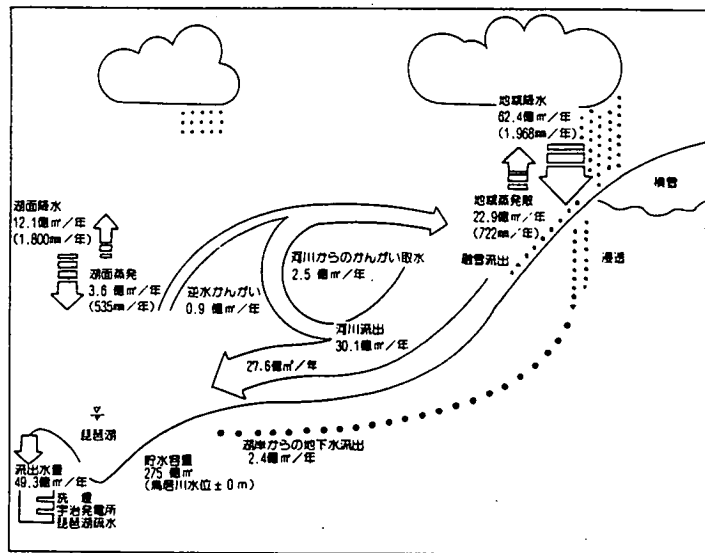 地域降水
62.4億㎥/年
(1.968㎜/年)
積雪
湖面降水
12.1億㎥/年
(1.800㎜/年)
湖面蒸発
3.6 億㎥/年
(535㎜/年)
地域蒸発散
22.9億㎥/年
(722㎜/年)
融雪流出
浸透
河川からのかんがい取水
2.5 億㎥/年
逆水かんがい
0.9 億㎥/年
河川流出
30.1億㎥/年
27.6億㎥/年
琵琶湖
湖岸からの地下水流出
2.4億㎥/年
貯水容量
275 億㎥
(鳥居川水位±0m)
流出水量
49.3億㎥/年
洗堰
宇治発電所
琵琶湖疏水